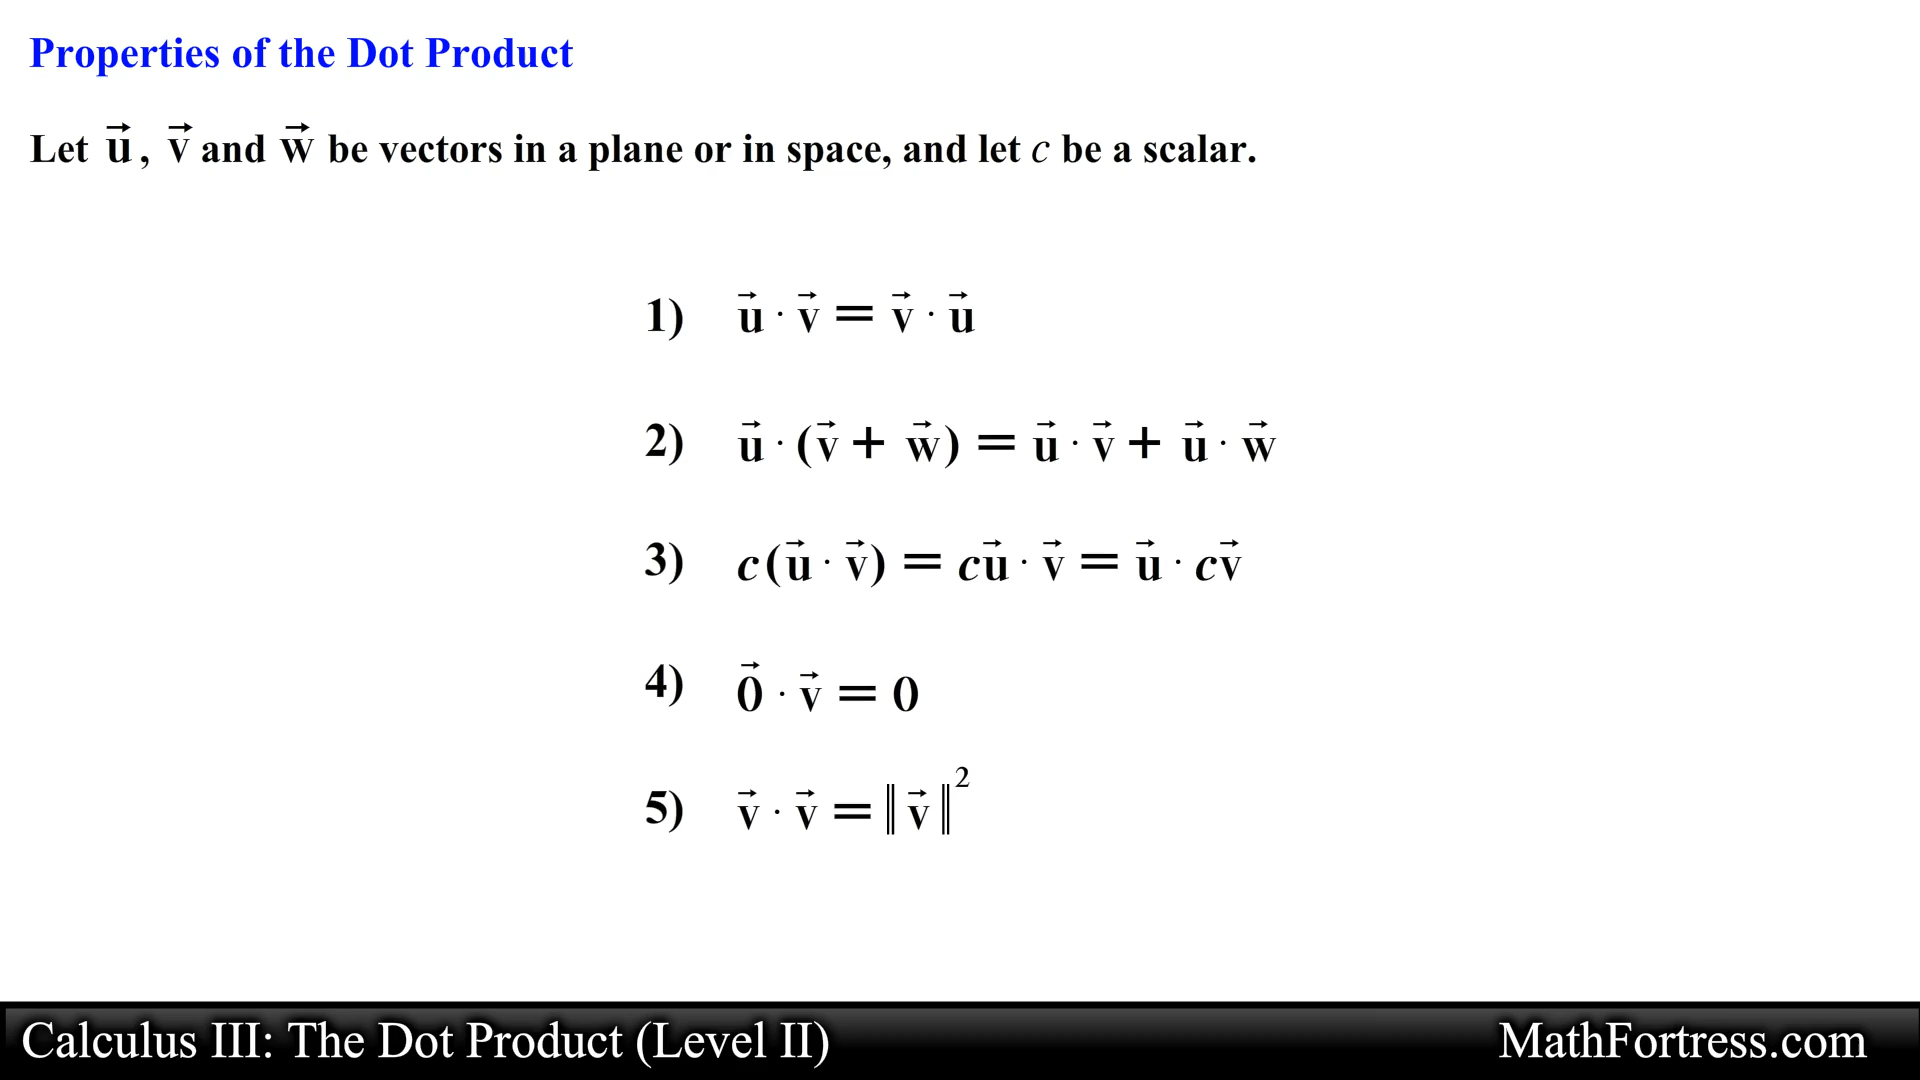 Properties of the Dot Product
Let u⃗, v⃗ and w⃗ be vectors in a plane or in space, and let c be a scalar.
1) u⃗ · v⃗ = v⃗ · u⃗
2) u⃗ · (v⃗ + w⃗) = u⃗ · v⃗ + u⃗ · w⃗
3) c(u⃗ · v⃗) = cu⃗ · v⃗ = u⃗ · cv⃗
4) 0⃗ · v⃗ = 0
5) v⃗ · v⃗ = ‖v⃗‖²
Calculus III: The Dot Product (Level II)
MathFortress.com